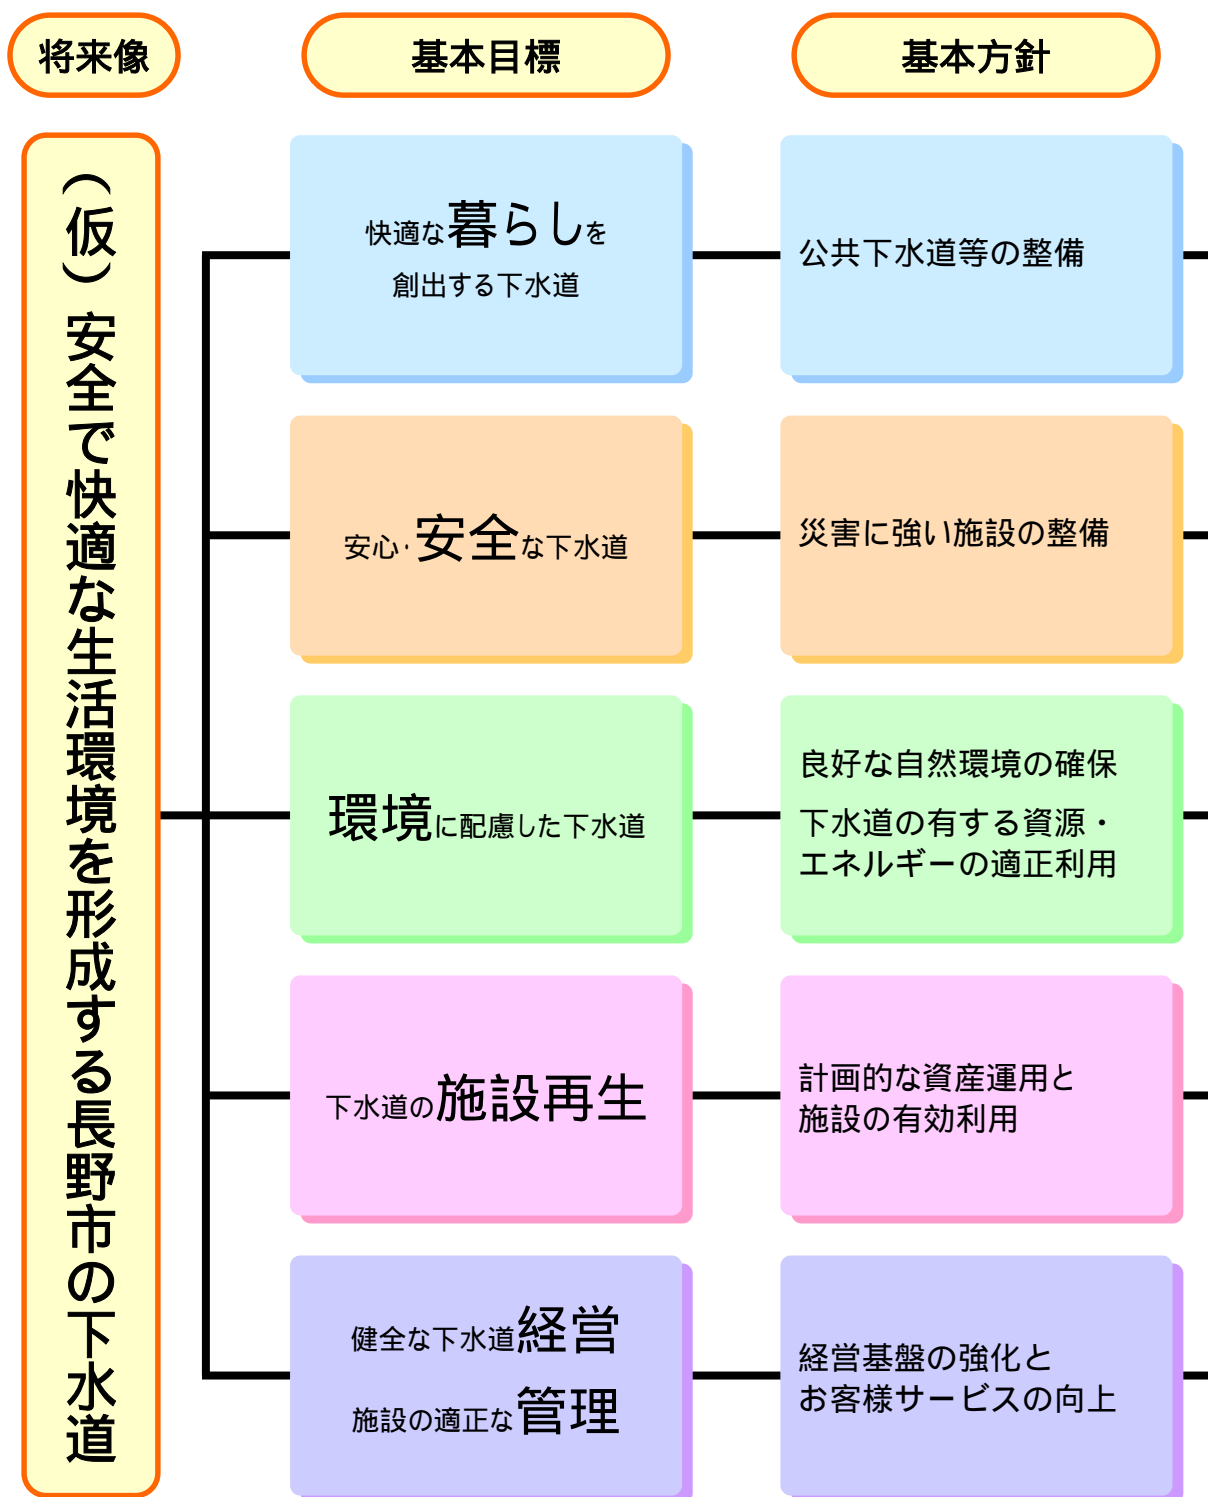 将来像
基本目標
基本方針
（仮）安全で快適な生活環境を形成する長野市の下水道
快適な暮らしを
創出する下水道
公共下水道等の整備
安心・安全な下水道
災害に強い施設の整備
環境に配慮した下水道
良好な自然環境の確保
下水道の有する資源・
エネルギーの適正利用
下水道の施設再生
計画的な資産運用と
施設の有効利用
健全な下水道経営
施設の適正な管理
経営基盤の強化と
お客様サービスの向上